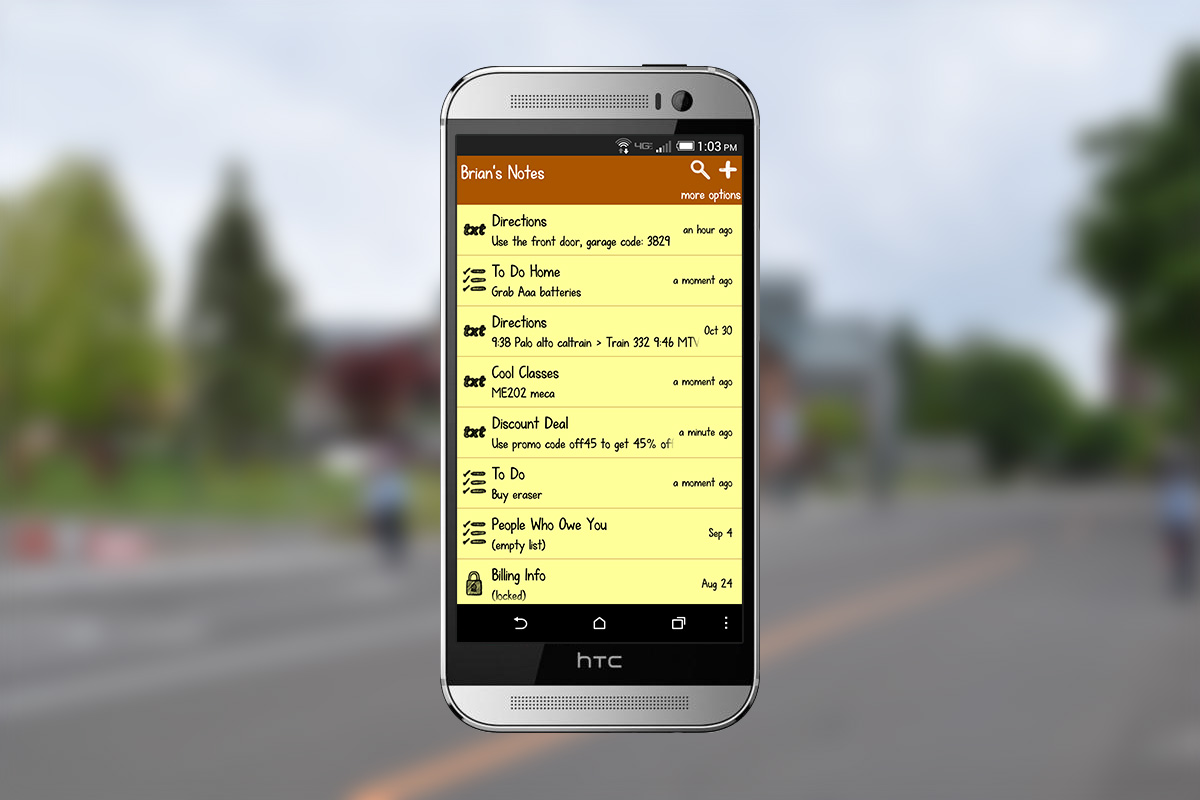 4G 1:03 PM
Brian's Notes
more options
txt Directions
Use the front door, garage code: 3829
an hour ago
To Do Home
Grab Aaa batteries
a moment ago
txt Directions
9:38 Palo alto caltrain > Train 332 9:46 MTV
Oct 30
txt Cool Classes
ME202 meca
a moment ago
txt Discount Deal
Use promo code off45 to get 45% of
a minute ago
To Do
Buy eraser
a moment ago
People Who Owe You
(empty list)
Sep 4
Billing Info
(locked)
Aug 24
hTC